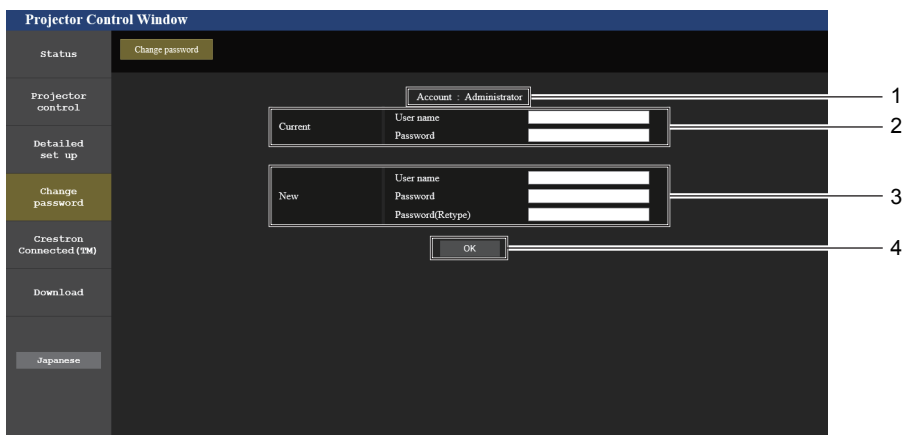 Projector Control Window
Status
Change password
Projector
control
Detailed
set up
Change
password
Crestron
Connected(TM)
Download
Japanese
Account : Administrator
1
Current
User name
Password
2
New
User name
Password
Password(Retype)
3
OK
4